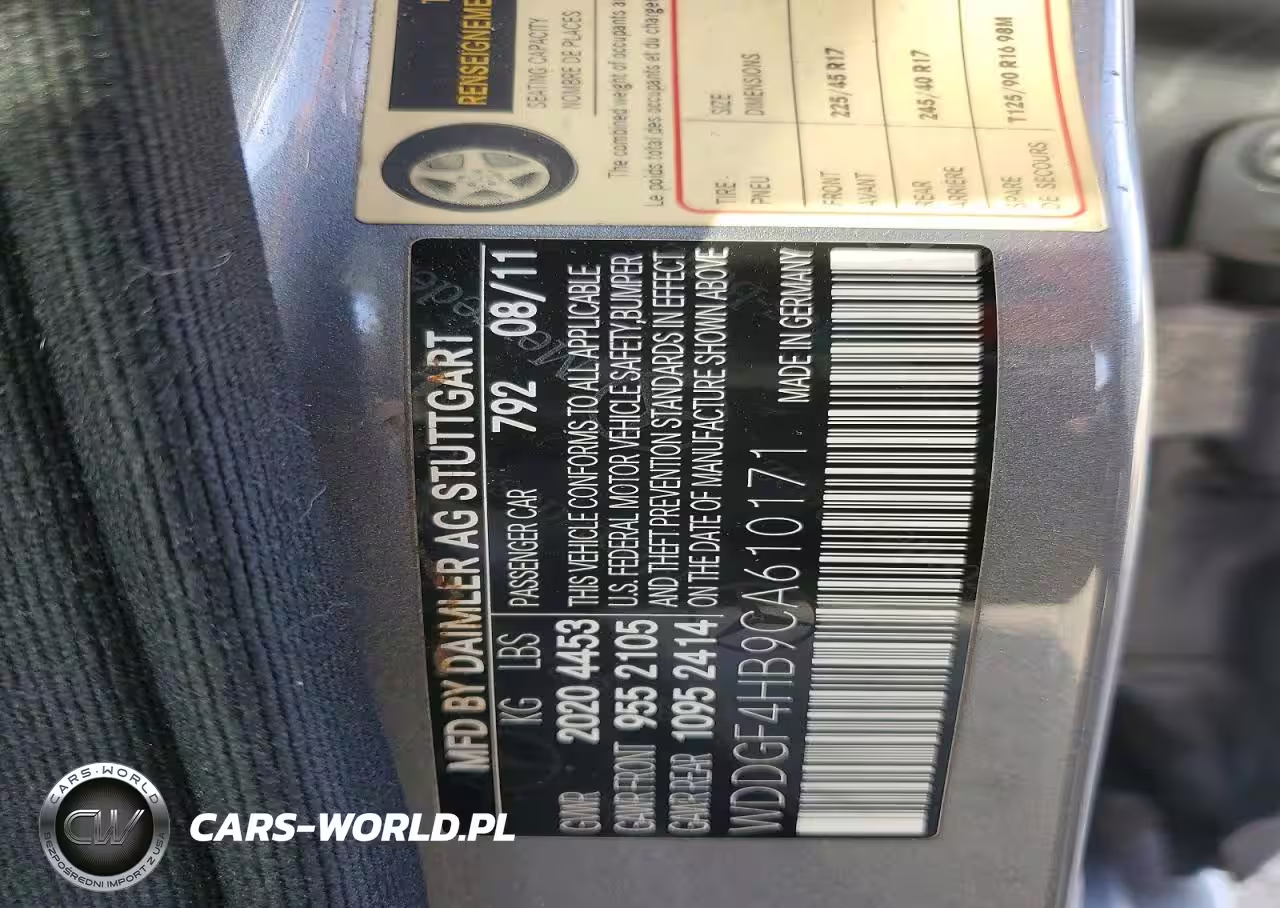 RENSEIGNEME
SEATING CAPACITY
NOMBRE DE PLACES
The combined weight of occupants a
Le poids total des occupants et du charge
TIRE SIZE
PNEU DIMENSIONS
FRONT 225/45 R17
AVANT
REAR 245/40 R17
ARRIÈRE
SPARE T125/90 R16 98M
DE SECOURS
MFD BY DAIMLER AG STUTTGART
KG LBS PASSENGER CAR 792 08/11
GVWR 2020 4453 THIS VEHICLE CONFORMS TO ALL APPLICABLE
GAWR FRONT 955 2105 U.S. FEDERAL MOTOR VEHICLE SAFETY, BUMPER
AND THEFT PREVENTION STANDARDS IN EFFECT
GAWR REAR 1095 2414 ON THE DATE OF MANUFACTURE SHOWN ABOVE
WDDGF4HB9CA610171 MADE IN GERMANY
CARS-WORLD
CW
BEZPOŚREDNI IMPORT Z USA
CARS-WORLD.PL